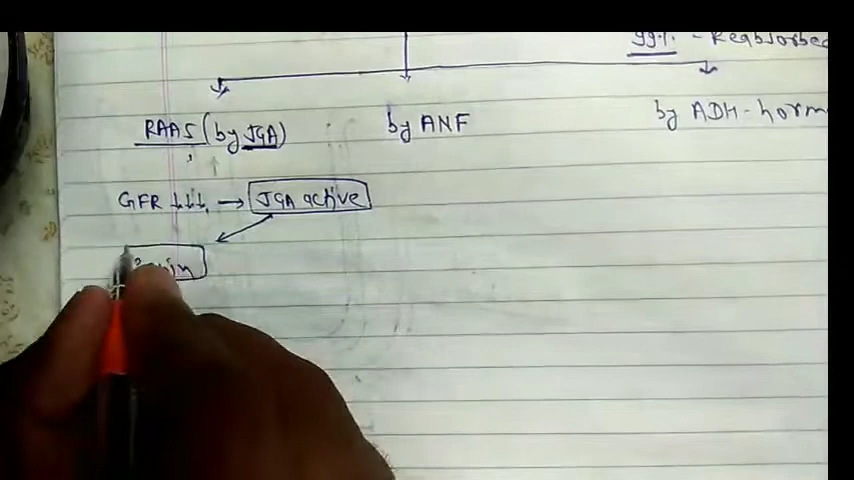 99% - Reabsorbed
RAAS (by JGA)
by ANF
by ADH-horm
GFR ↓↓↓, → JGA active